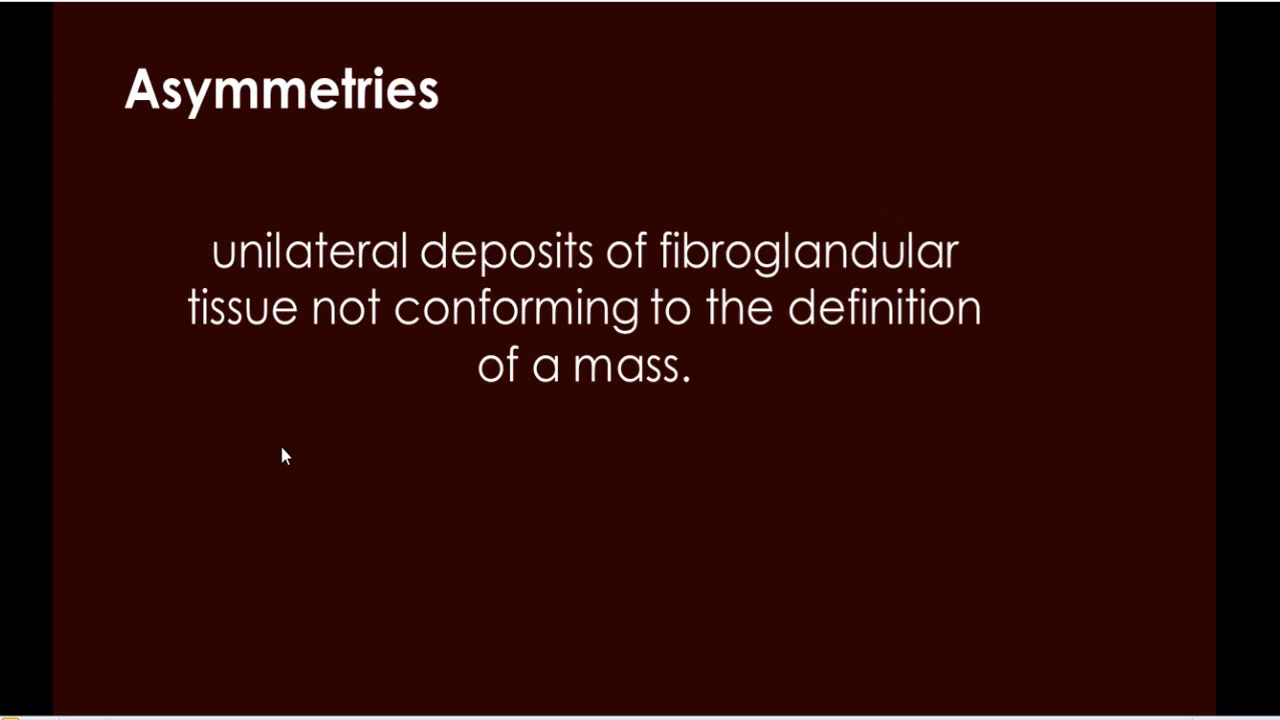 Asymmetries
unilateral deposits of fibroglandular
tissue not conforming to the definition
of a mass.